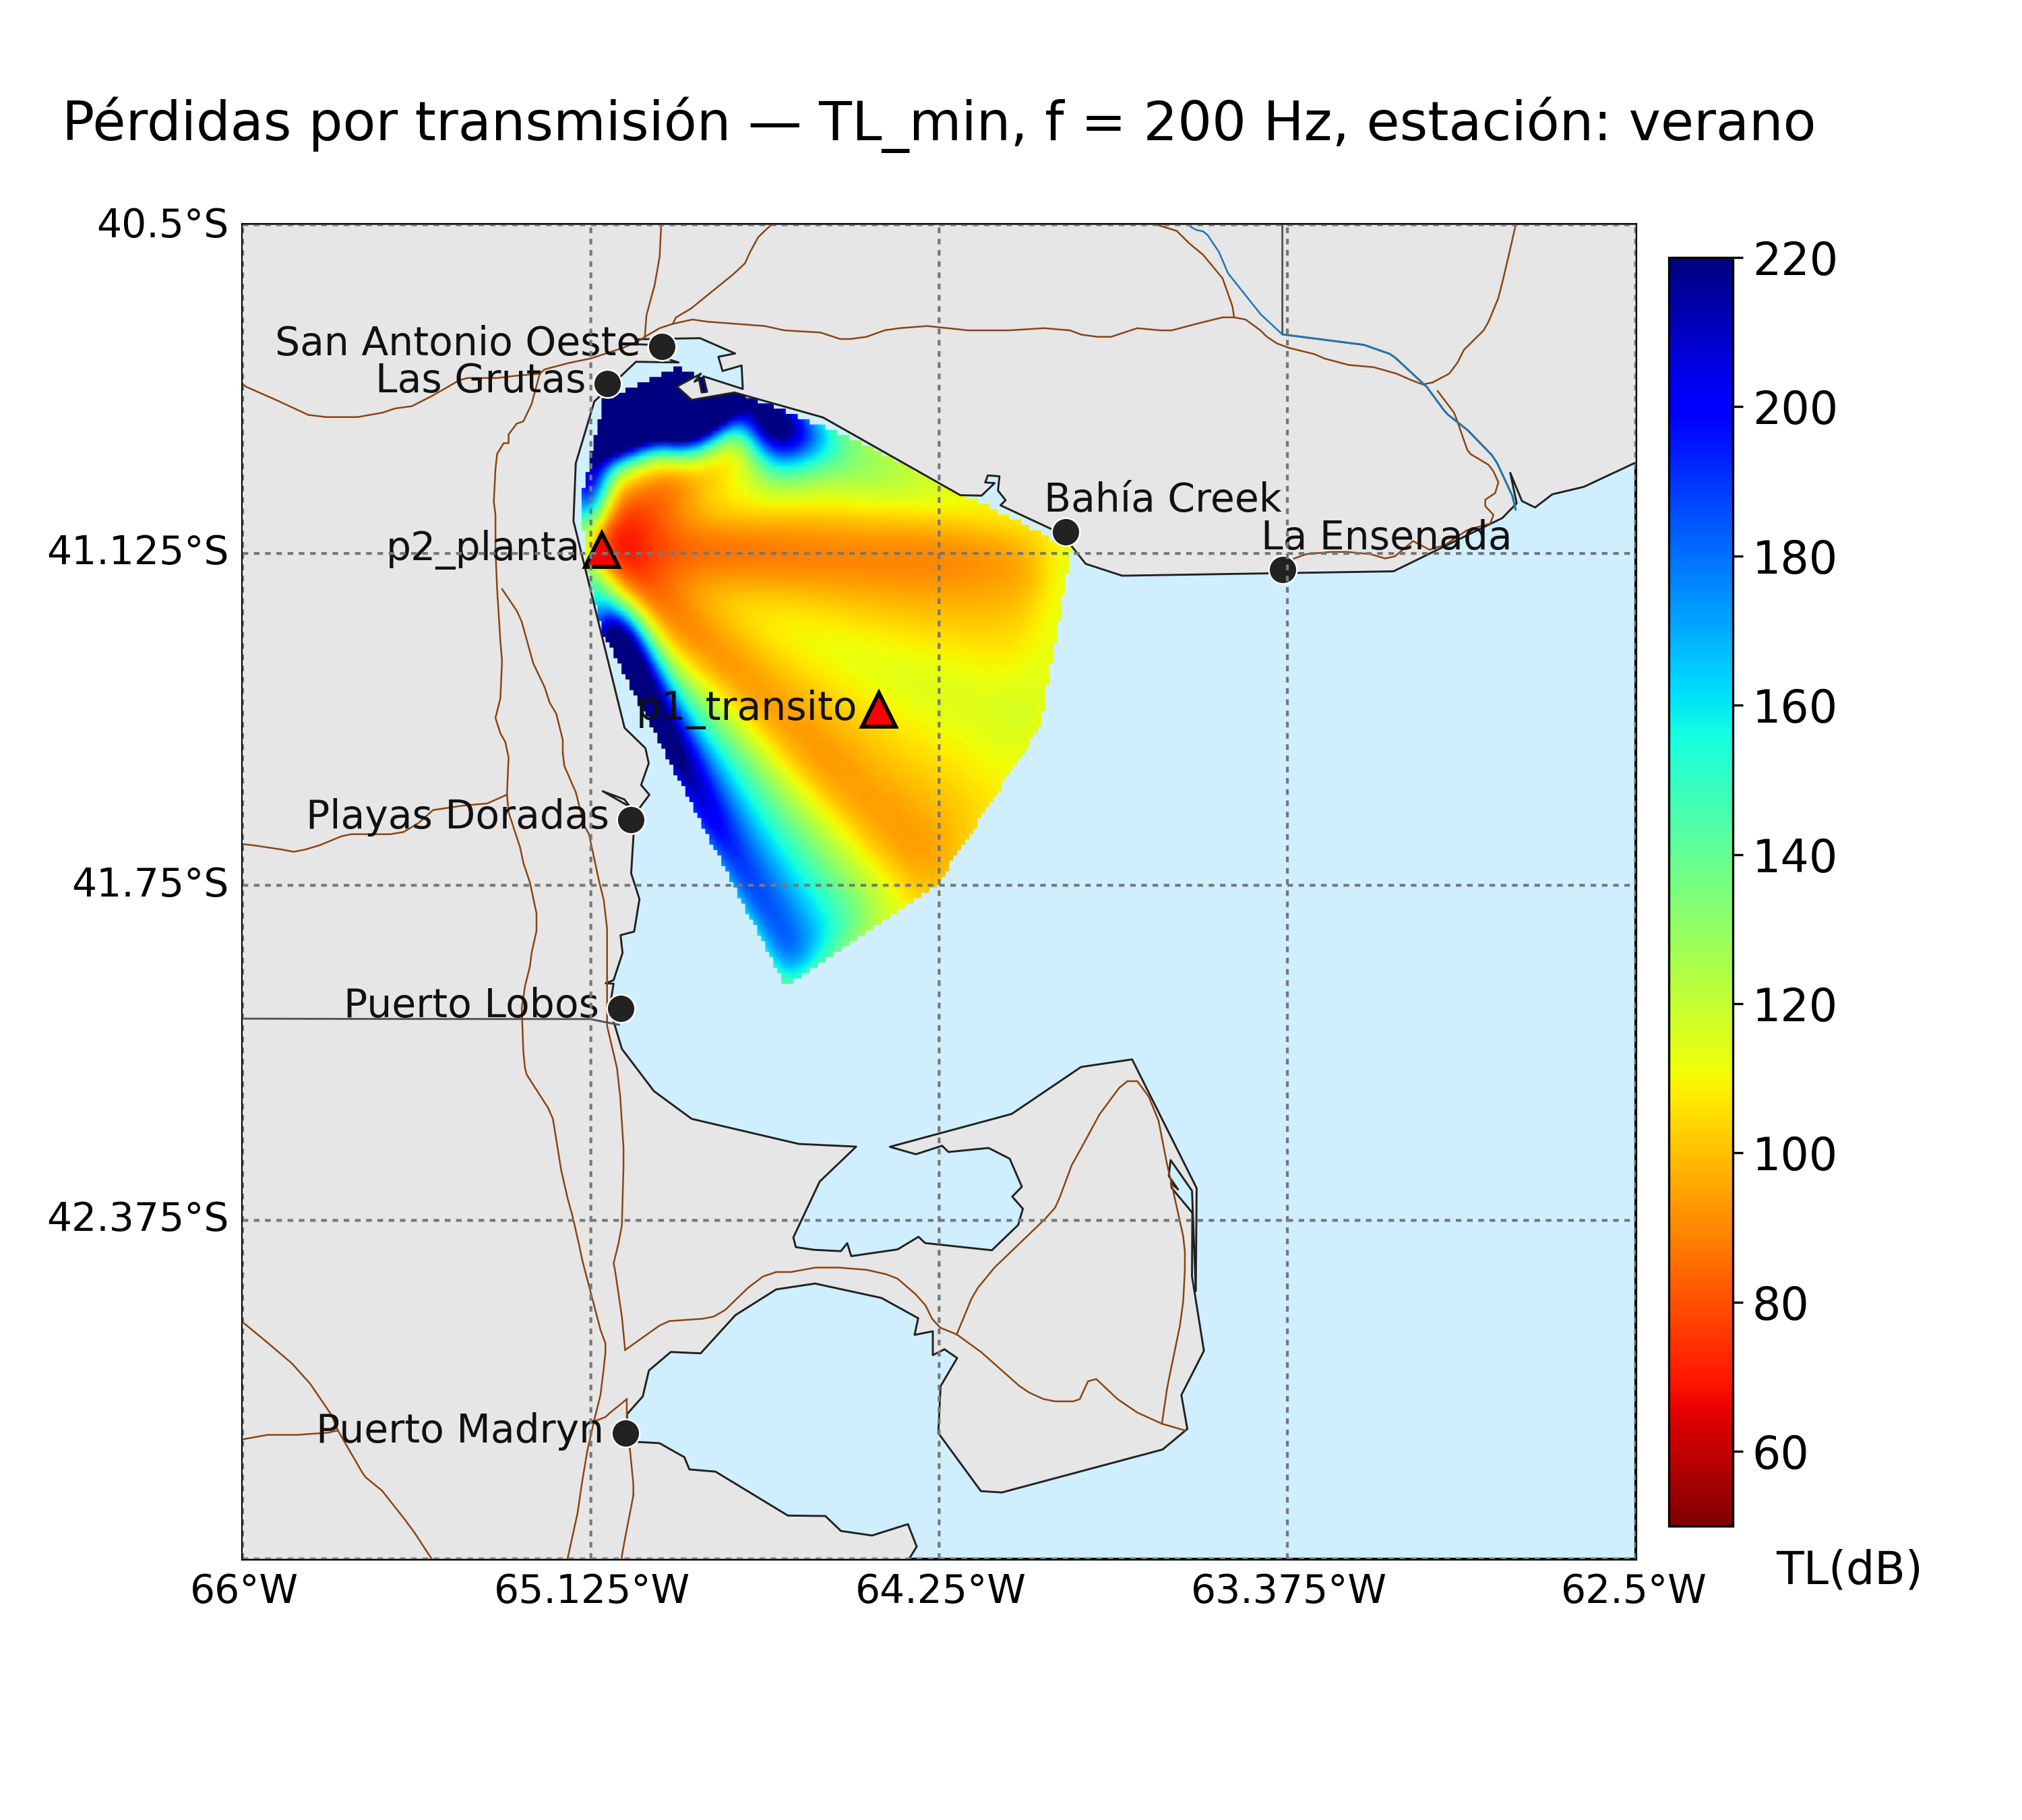 Pérdidas por transmisión — TL_min, f = 200 Hz, estación: verano
40.5°S
220
San Antonio Oeste
Las Grutas
200
Bahía Creek
La Ensenada
p2_planta
41.125°S
180
p1_transito
160
Playas Doradas
140
41.75°S
Puerto Lobos
120
100
42.375°S
80
Puerto Madryn
60
TL(dB)
66°W
65.125°W
64.25°W
63.375°W
62.5°W